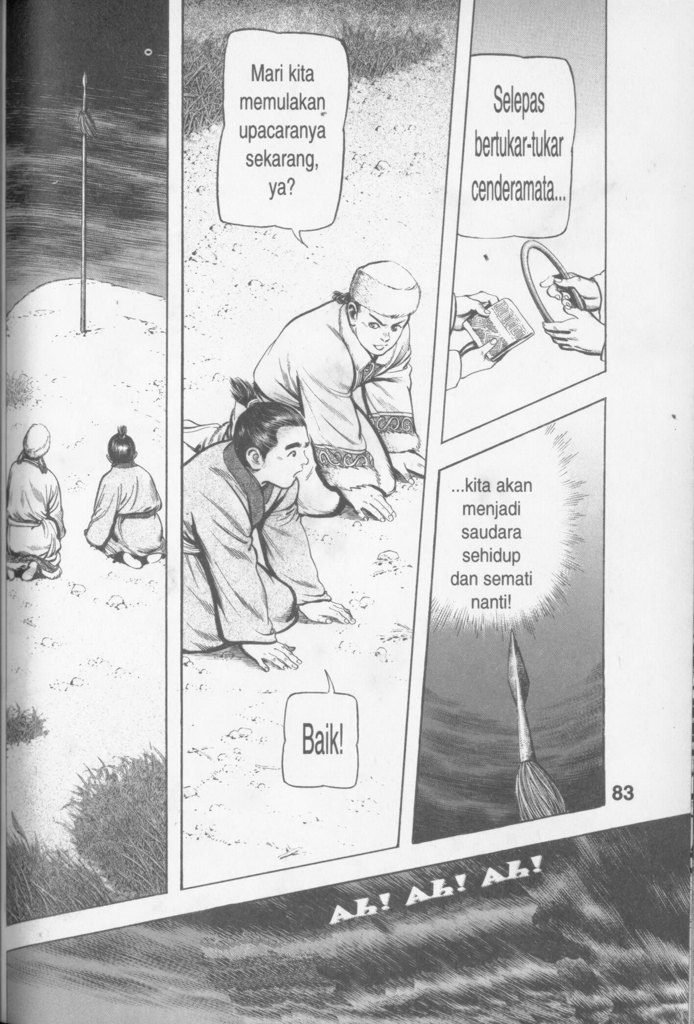 Mari kita
memulakan
upacaranya
sekarang,
ya?
Baik!
Selepas
bertukar-tukar
cenderamata...
...kita akan
menjadi
saudara
sehidup
dan semati
nanti!
83
Ah! Ah! Ah!